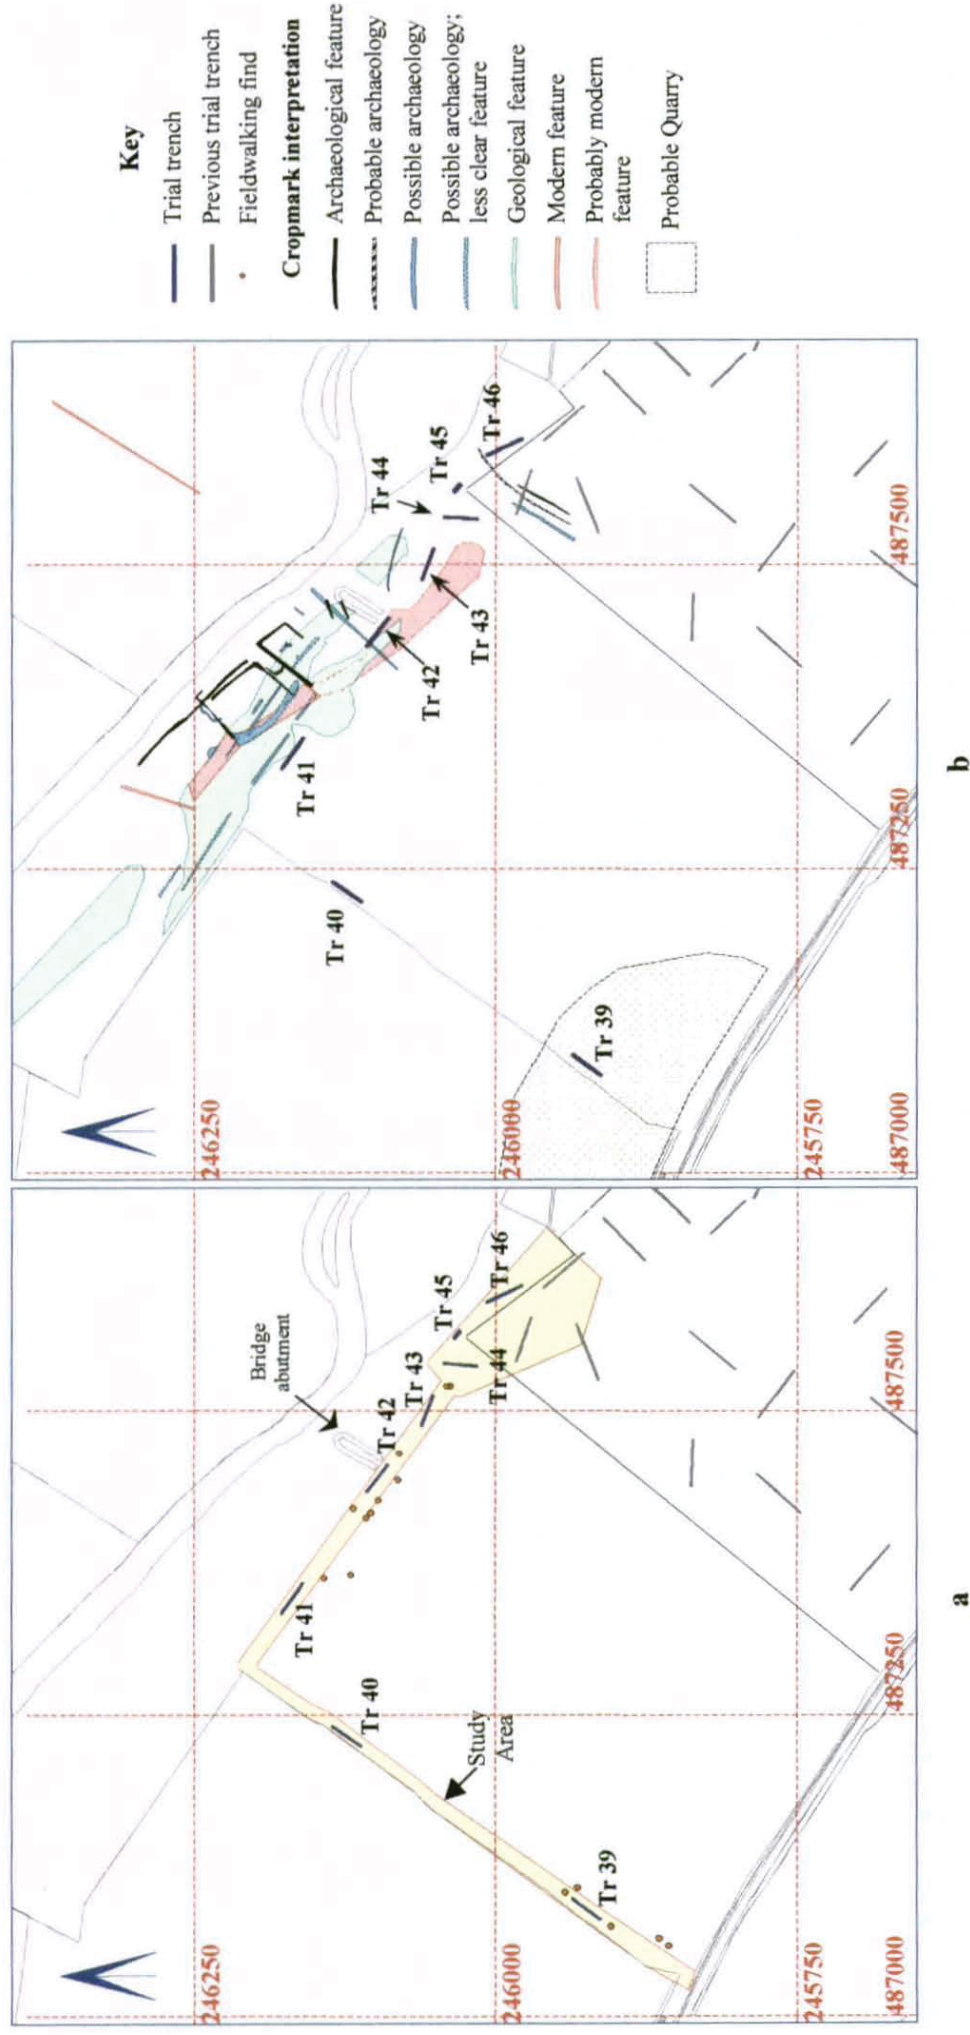 246250
246000
245750
487000
487250
487500
Tr 39
Tr 40
Tr 41
Tr 42
Tr 43
Tr 44
Tr 45
Tr 46
Study
Area
Bridge
abutment
a
246250
246000
245750
487000
487250
487500
Tr 39
Tr 40
Tr 41
Tr 42
Tr 43
Tr 44
Tr 45
Tr 46
b
Key
Trial trench
Previous trial trench
Fieldwalking find
Cropmark interpretation
Archaeological feature
Probable archaeology
Possible archaeology
Possible archaeology;
less clear feature
Geological feature
Modern feature
Probably modern
feature
Probable Quarry